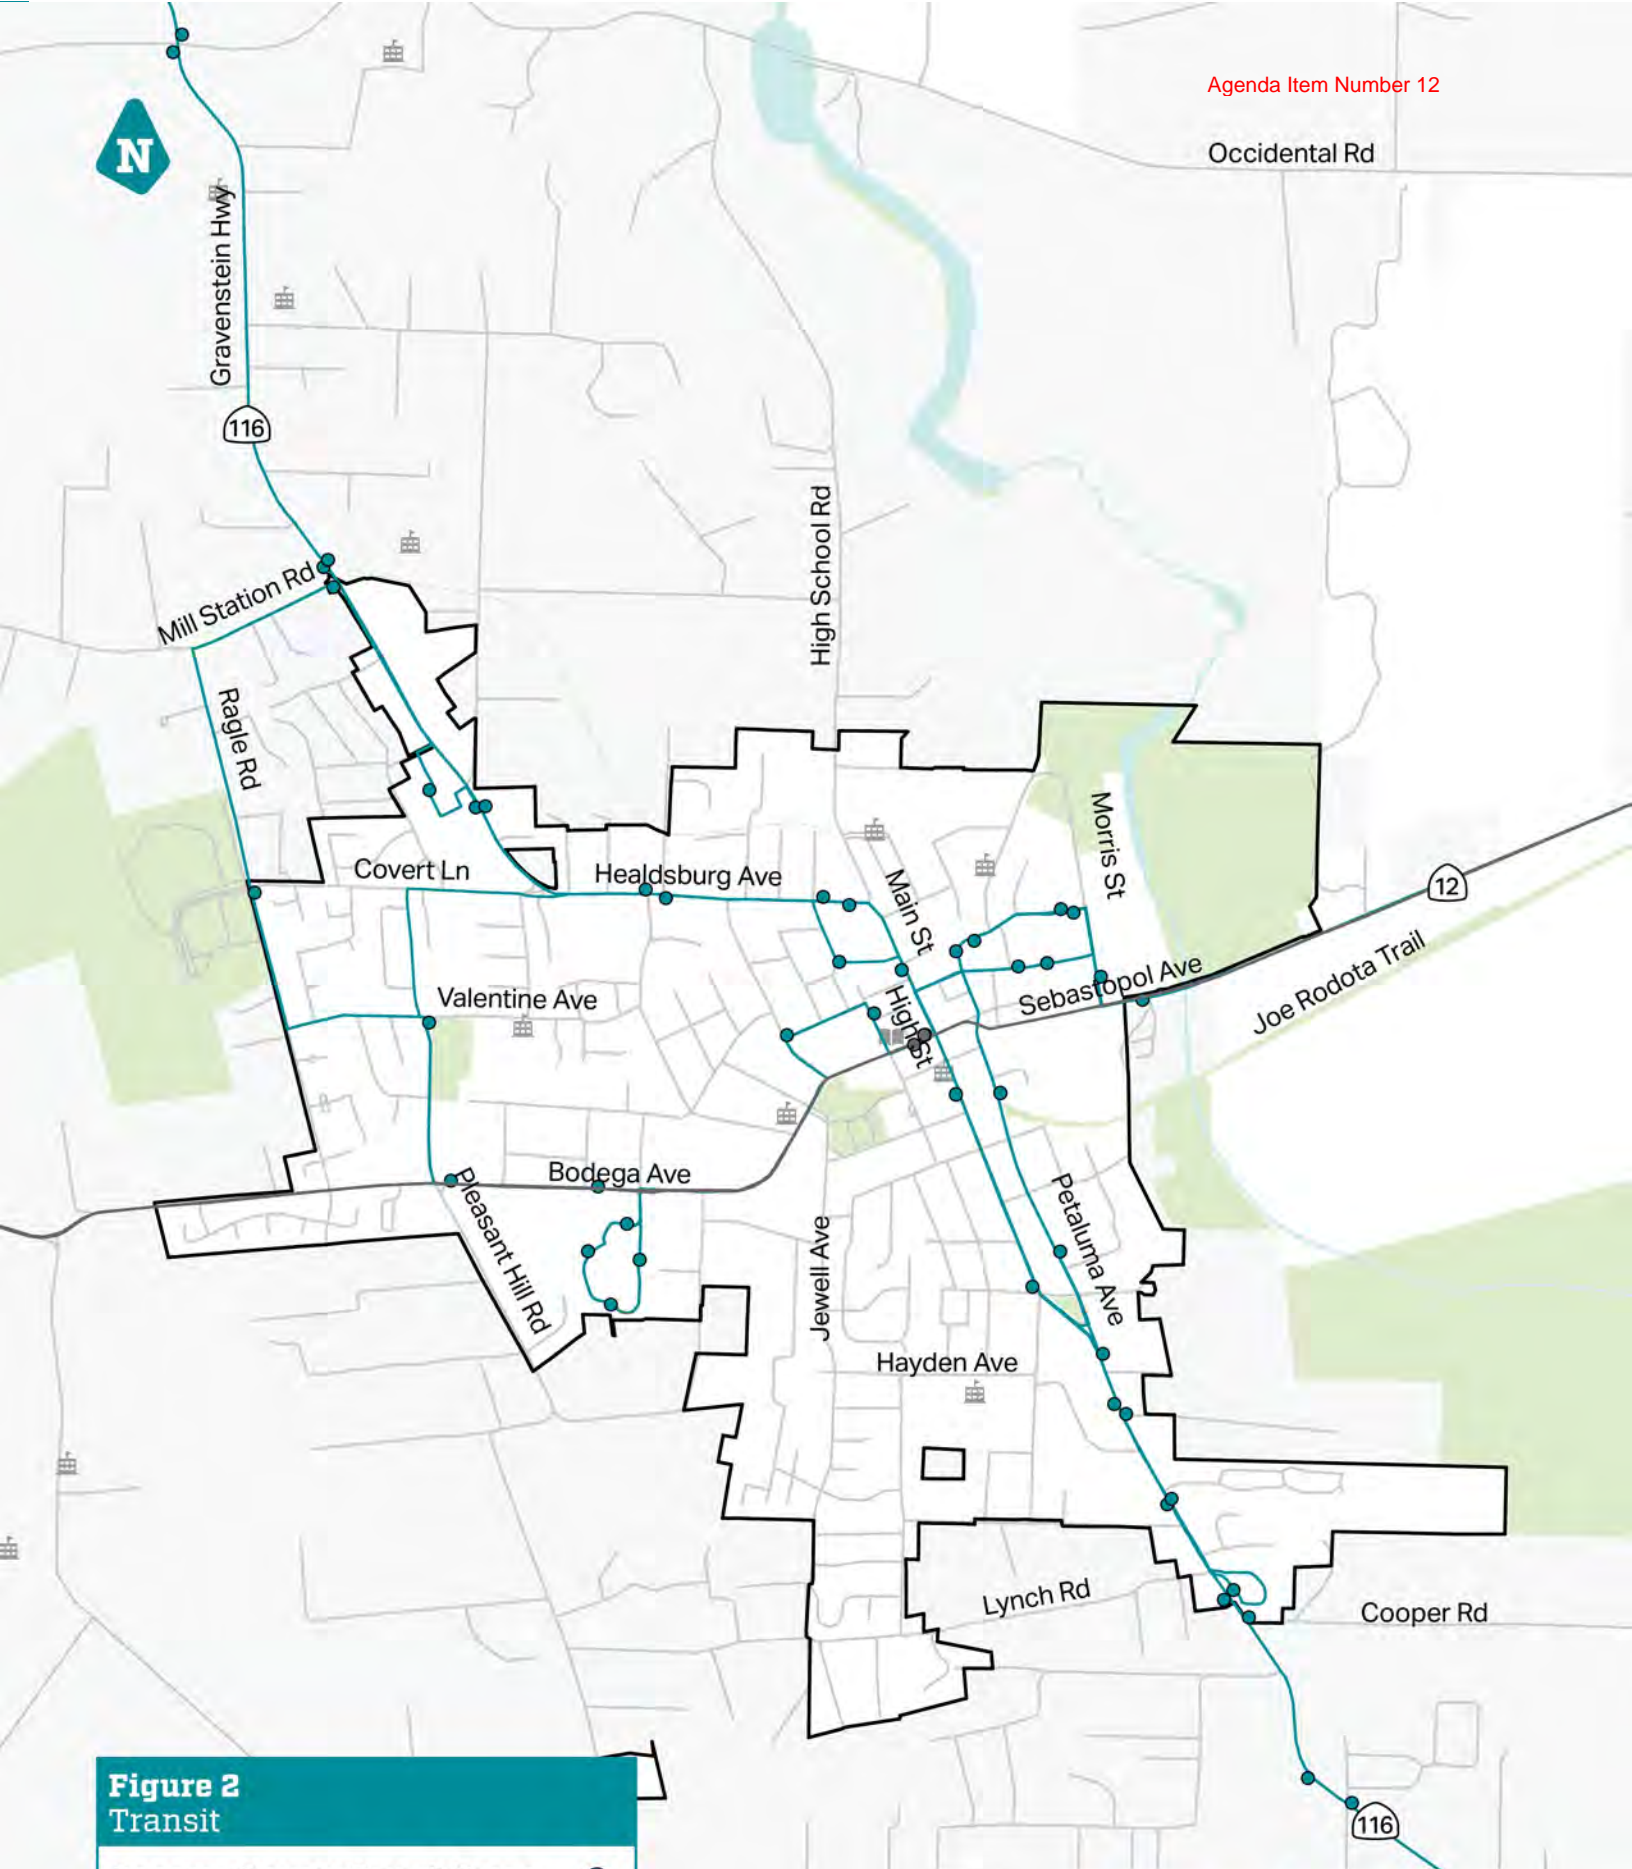 Agenda Item Number 12
Occidental Rd
N
Gravenstein Hwy
116
High School Rd
Mill Station Rd
Ragle Rd
Morris St
Covert Ln
Healdsburg Ave
Main St
12
Joe Rodota Trail
Sebastopol Ave
Valentine Ave
High St
Bodega Ave
Pleasant Hill Rd
Petaluma Ave
Jewell Ave
Hayden Ave
Lynch Rd
Cooper Rd
Figure 2
Transit
116